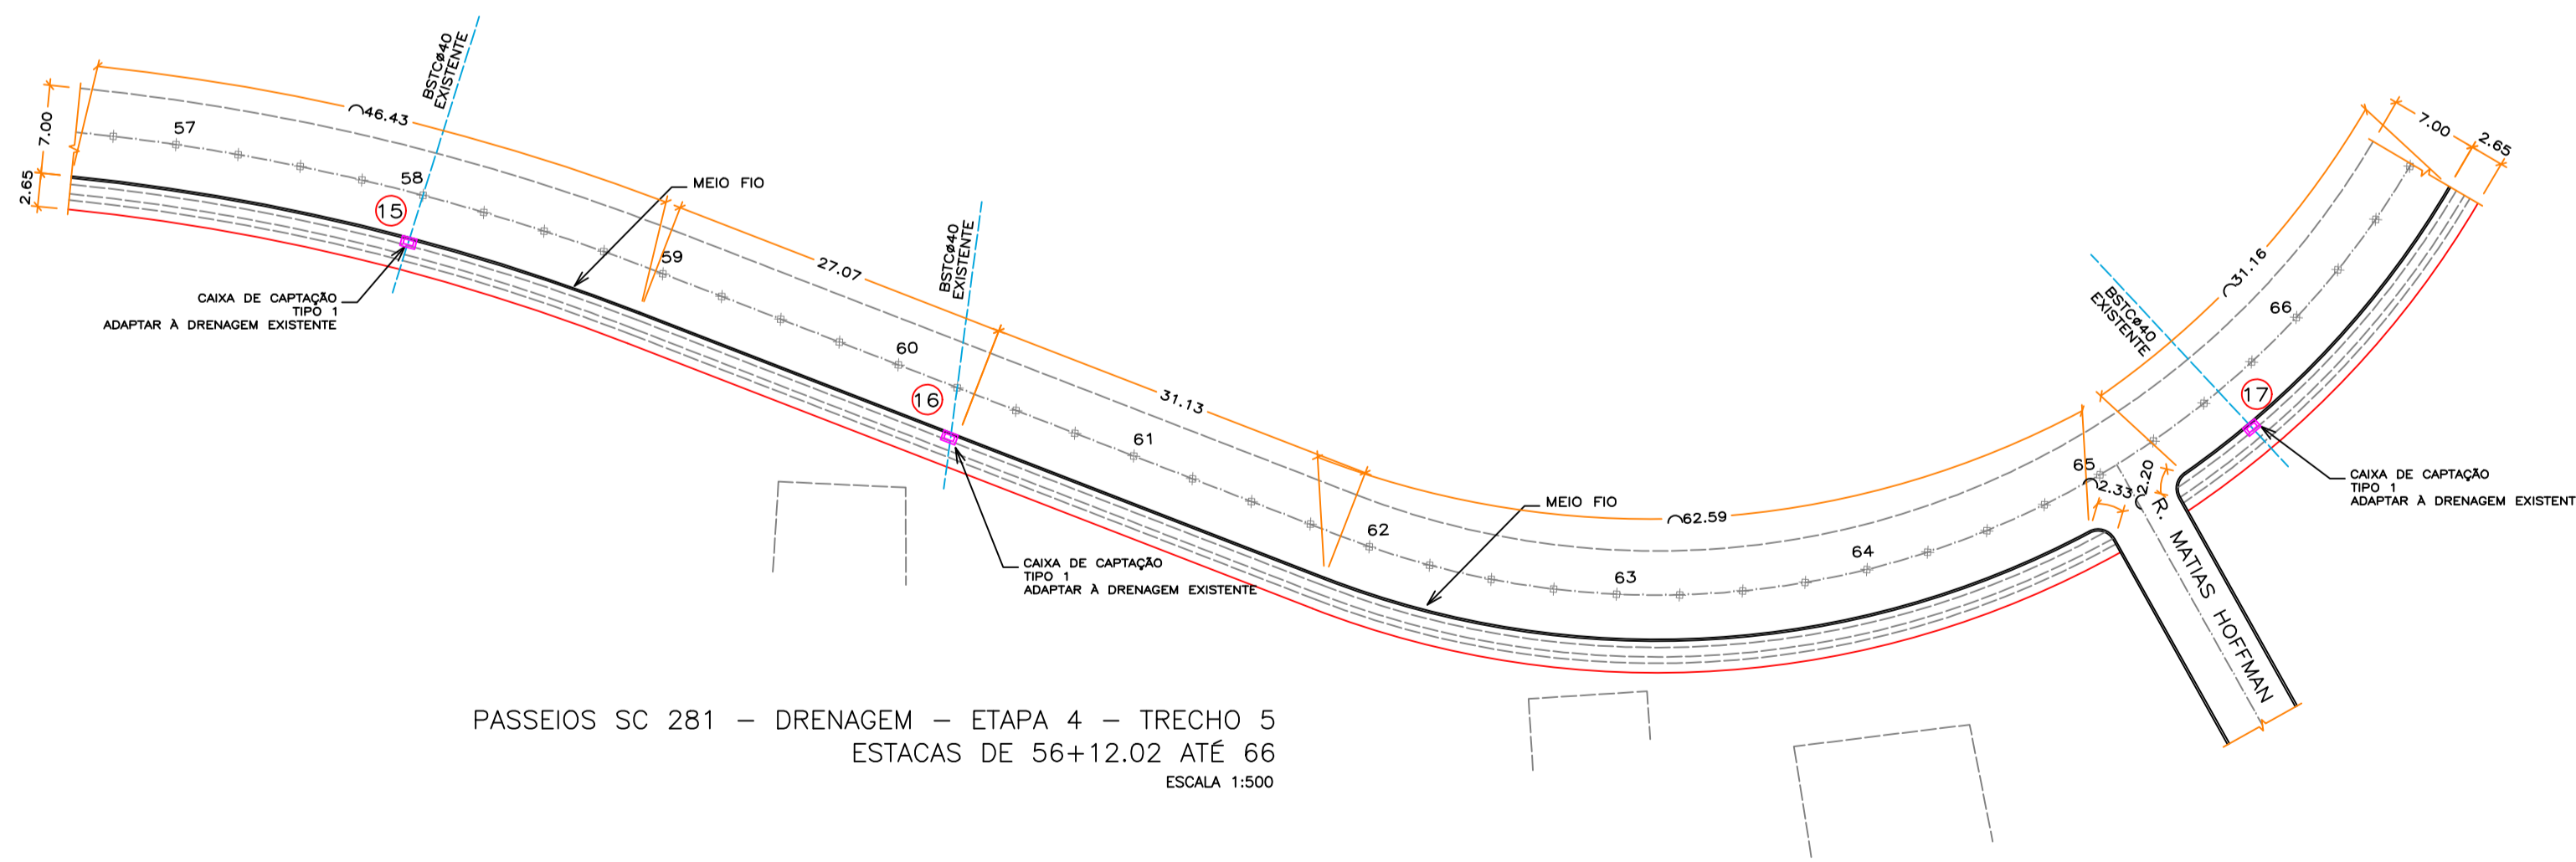 BSTCø40
EXISTENTE
7.00
2.65
57
⌒46.43
58
15
MEIO FIO
59
CAIXA DE CAPTAÇÃO
TIPO 1
ADAPTAR À DRENAGEM EXISTENTE
27.07
BSTCø40
EXISTENTE
60
16
31.13
61
CAIXA DE CAPTAÇÃO
TIPO 1
ADAPTAR À DRENAGEM EXISTENTE
62
MEIO FIO
⌒62.59
63
64
65
⌒2.33
⌒2.20
R. MATIAS HOFFMAN
BSTCø40
EXISTENTE
⌒31.16
66
7.00
2.65
17
CAIXA DE CAPTAÇÃO
TIPO 1
ADAPTAR À DRENAGEM EXISTENT
PASSEIOS SC 281 – DRENAGEM – ETAPA 4 – TRECHO 5
ESTACAS DE 56+12.02 ATÉ 66
ESCALA 1:500